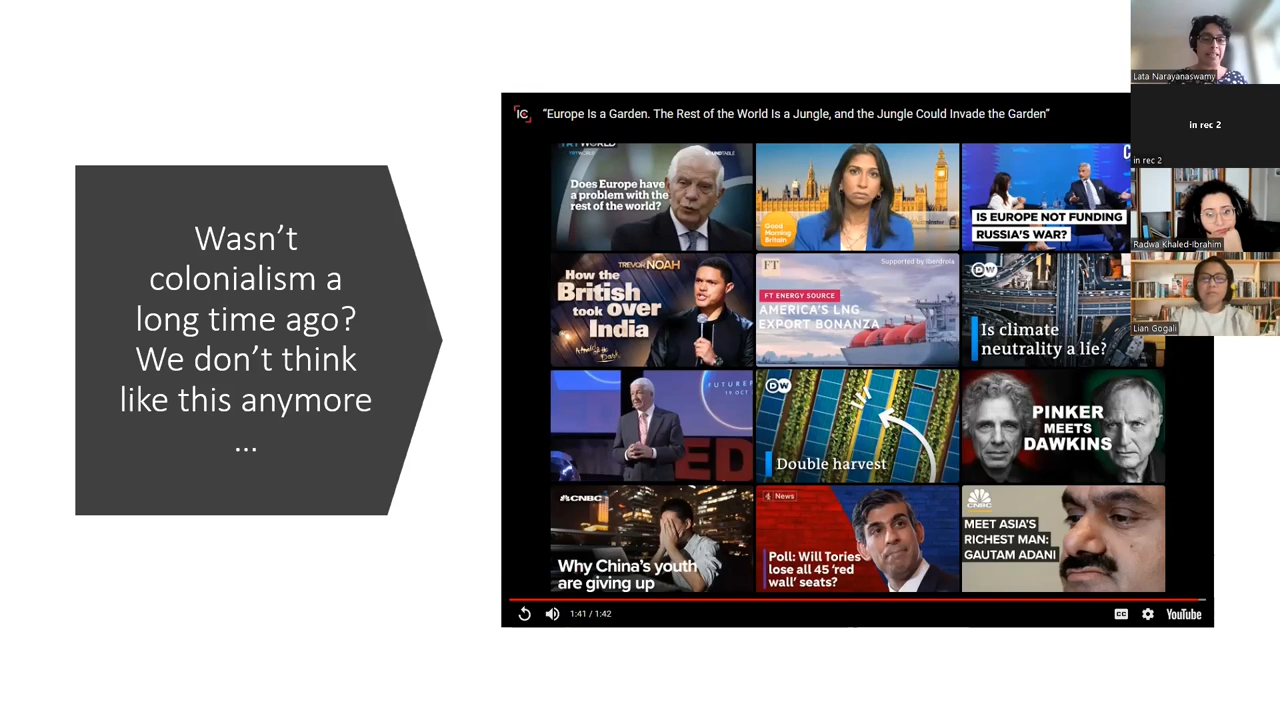 Wasn’t
colonialism a
long time ago?
We don’t think
like this anymore
...
“Europe Is a Garden. The Rest of the World Is a Jungle, and the Jungle Could Invade the Garden”
Does Europe have
a problem with the
rest of the world?
Good
Morning
Britain
IS EUROPE NOT FUNDING
RUSSIA'S WAR?
TREVOR NOAH
How the
British
took over
India
FT
Supported by Iberdrola
FT ENERGY SOURCE
AMERICA'S LNG
EXPORT BONANZA
DW
Is climate
neutrality a lie?
DW
Double harvest
PINKER
MEETS
DAWKINS
CNBC
Why China's youth
are giving up
4 News
Poll: Will Tories
lose all 45 'red
wall' seats?
CNBC
MEET ASIA'S
RICHEST MAN:
GAUTAM ADANI
1:41 / 1:42
CC
YouTube
Lata Narayanaswamy
in rec 2
in rec 2
Radwa Khaled-Ibrahim
Lian Gogali